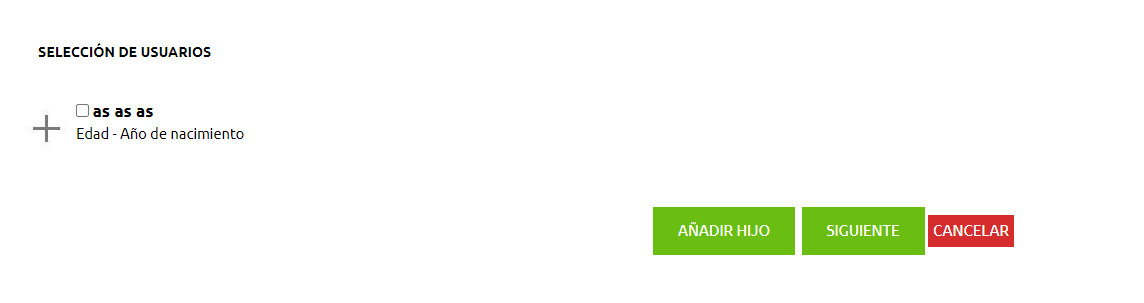 SELECCIÓN DE USUARIOS
as as as
Edad - Año de nacimiento
AÑADIR HIJO SIGUIENTE CANCELAR